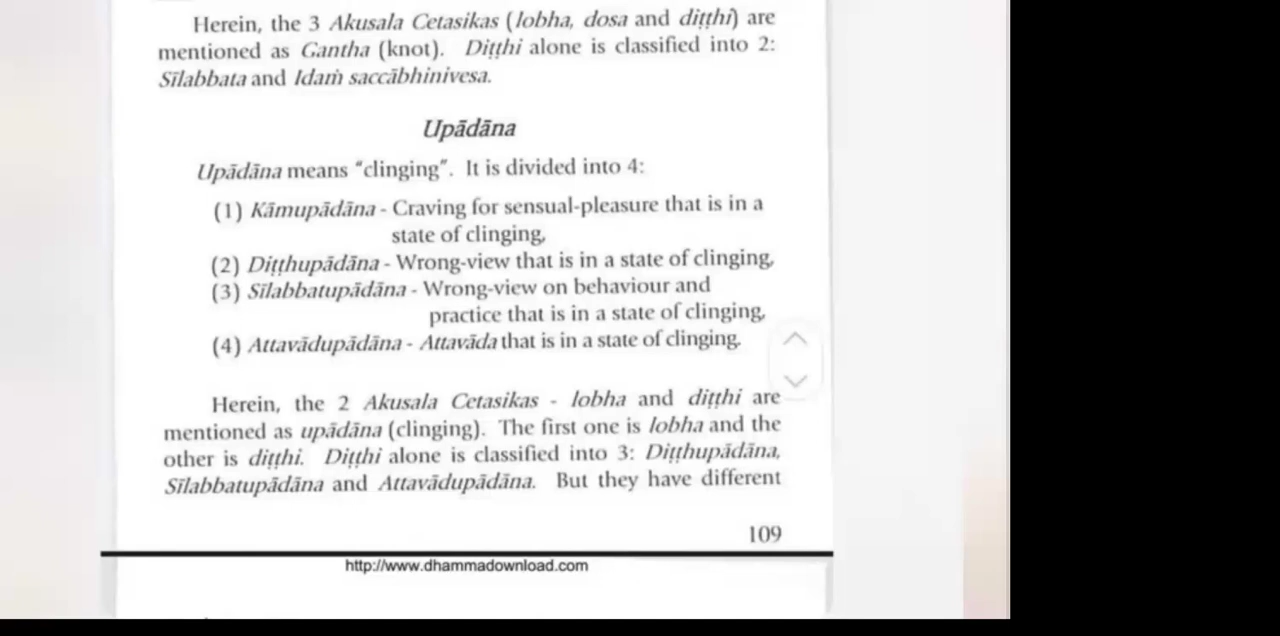 Herein, the 3 Akusala Cetasikas (lobha, dosa and diṭṭhi) are
mentioned as Gantha (knot). Diṭṭhi alone is classified into 2:
Sīlabbata and Idaṁ saccābhinivesa.
Upādāna
Upādāna means “clinging”. It is divided into 4:
(1) Kāmupādāna - Craving for sensual-pleasure that is in a
state of clinging,
(2) Diṭṭhupādāna - Wrong-view that is in a state of clinging,
(3) Sīlabbatupādāna - Wrong-view on behaviour and
practice that is in a state of clinging,
(4) Attavādupādāna - Attavāda that is in a state of clinging.
Herein, the 2 Akusala Cetasikas - lobha and diṭṭhi are
mentioned as upādāna (clinging). The first one is lobha and the
other is diṭṭhi. Diṭṭhi alone is classified into 3: Diṭṭhupādāna,
Sīlabbatupādāna and Attavādupādāna. But they have different
109
http://www.dhammadownload.com